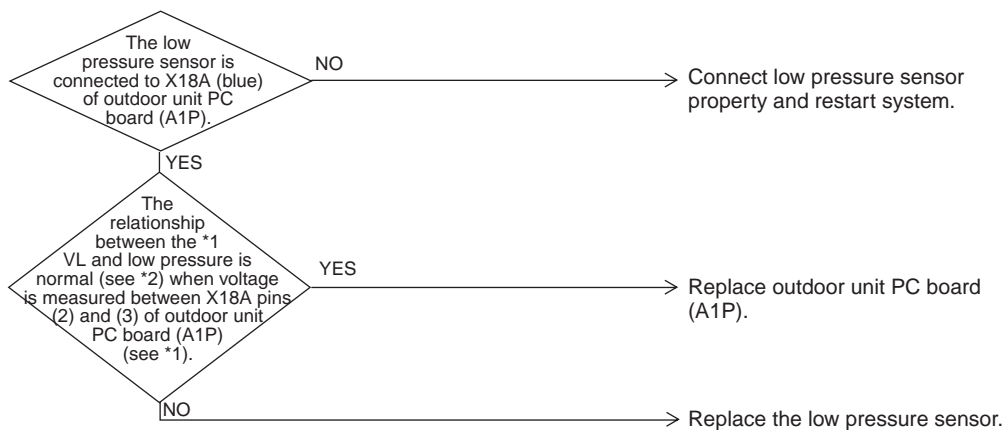 The low
pressure sensor is
connected to X18A (blue)
of outdoor unit PC
board (A1P).
NO
Connect low pressure sensor
property and restart system.
YES
The
relationship
between the *1
VL and low pressure is
normal (see *2) when voltage
is measured between X18A pins
(2) and (3) of outdoor unit
PC board (A1P)
(see *1).
YES
Replace outdoor unit PC board
(A1P).
NO
Replace the low pressure sensor.